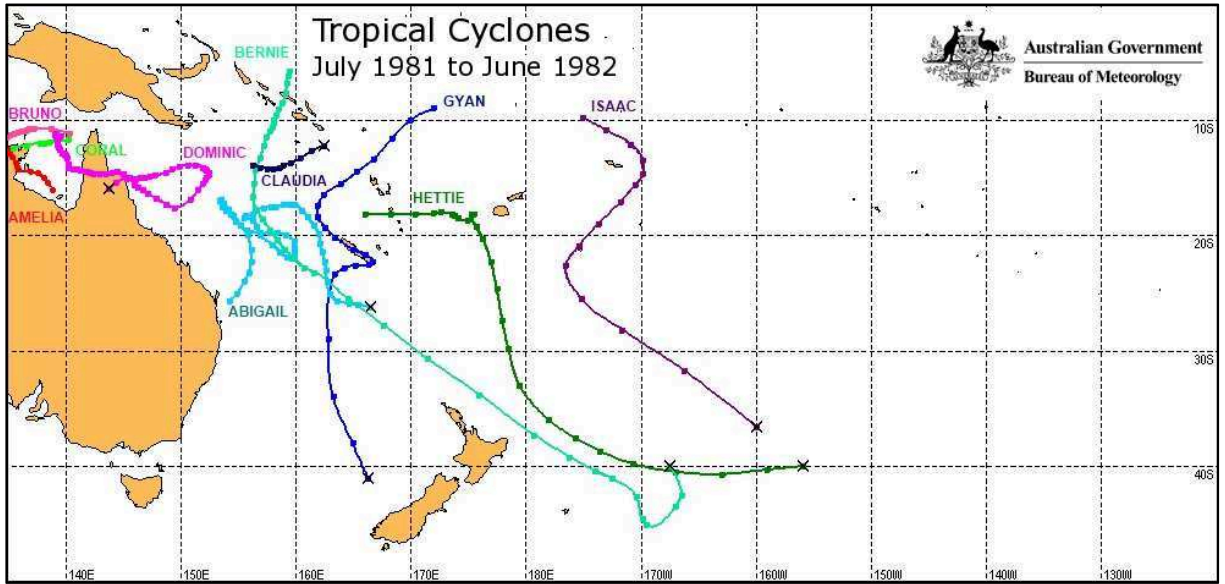 Tropical Cyclones
July 1981 to June 1982
Australian Government
Bureau of Meteorology
BERNIE
GYAN
ISAAC
BRUNO
10S
CORAL
DOMINIC
CLAUDIA
HETTIE
AMELIA
20S
ABIGAIL
30S
40S
140E
150E
160E
170E
180E
170W
160W
150W
140W
130W